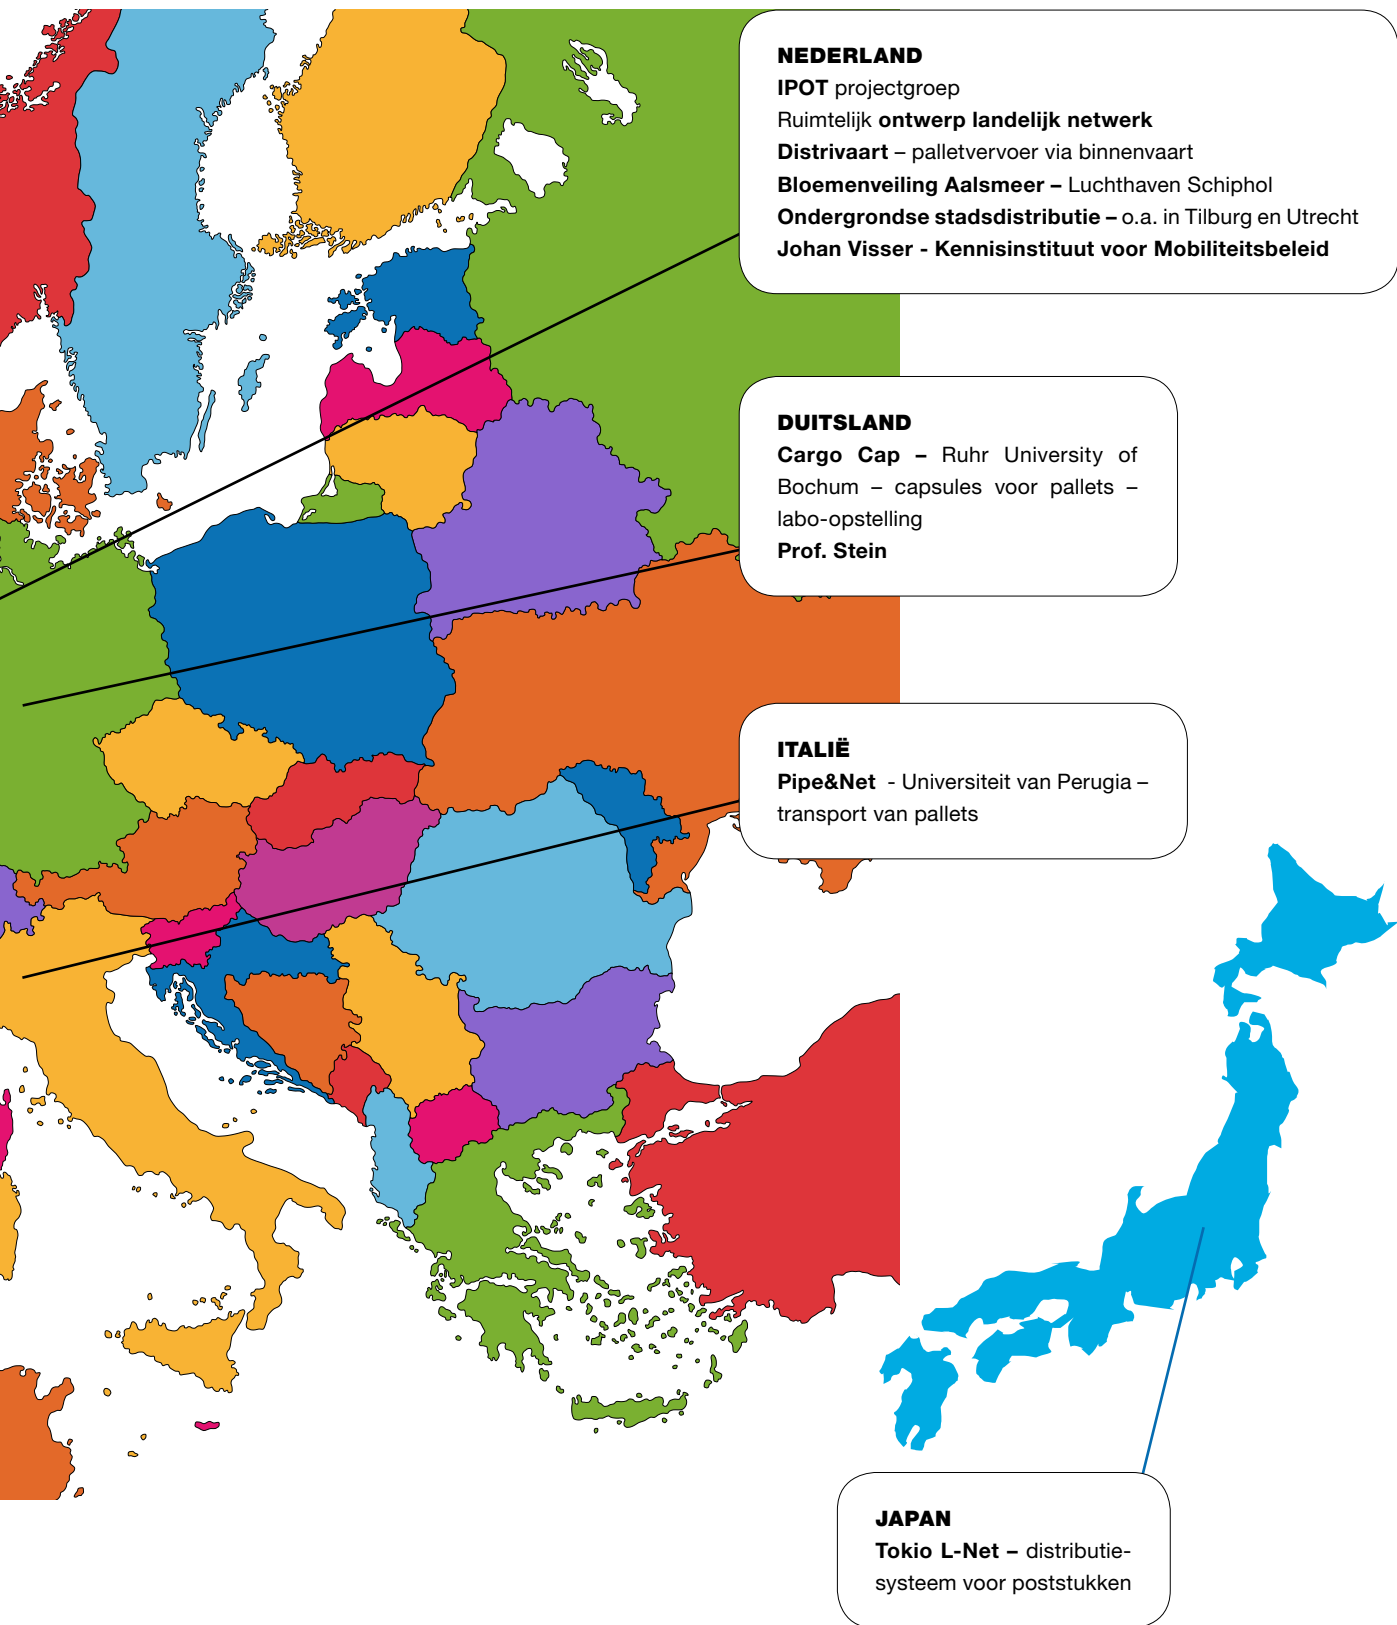 NEDERLAND
IPOT projectgroep
Ruimtelijk ontwerp landelijk netwerk
Distrivaart – palletvervoer via binnenvaart
Bloemenveiling Aalsmeer – Luchthaven Schiphol
Ondergrondse stadsdistributie – o.a. in Tilburg en Utrecht
Johan Visser - Kennisinstituut voor Mobiliteitsbeleid
DUITSLAND
Cargo Cap – Ruhr University of
Bochum – capsules voor pallets –
labo-opstelling
Prof. Stein
ITALIË
Pipe&Net - Universiteit van Perugia –
transport van pallets
JAPAN
Tokio L-Net – distributie-
systeem voor poststukken